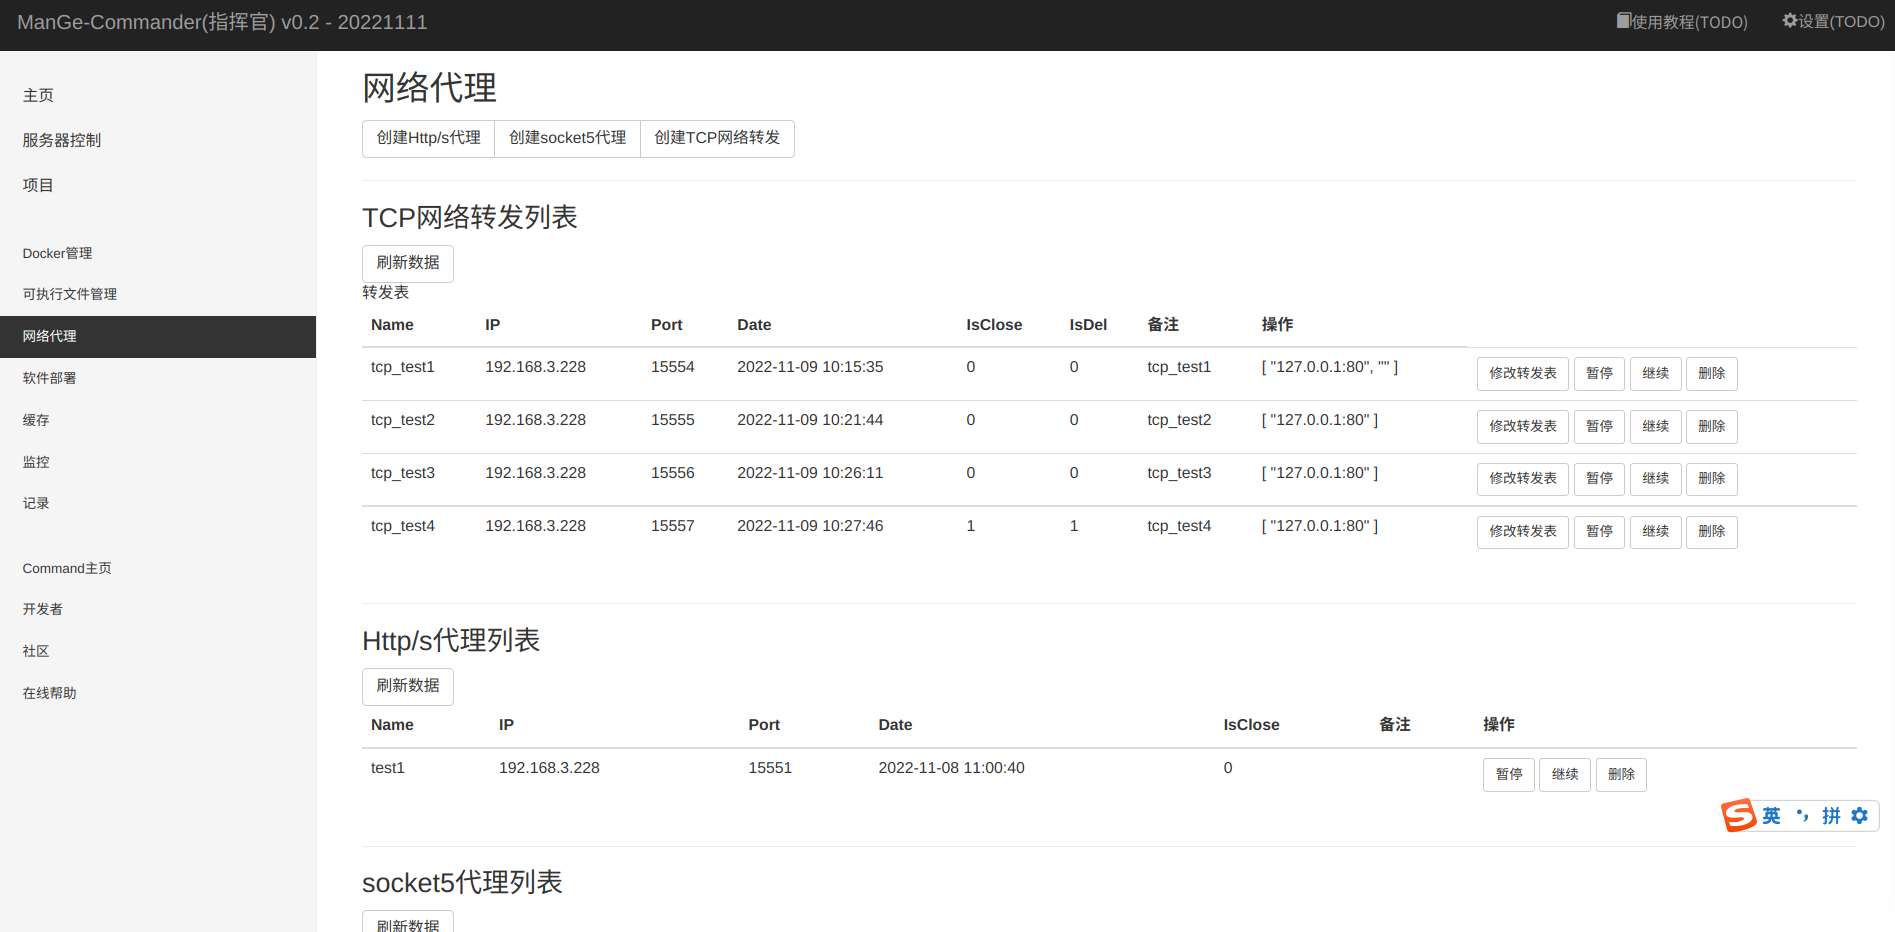 ManGe-Commander(指挥官) v0.2 - 20221111
使用教程(TODO) 设置(TODO)
主页
服务器控制
项目
Docker管理
可执行文件管理
网络代理
软件部署
缓存
监控
记录
Command主页
开发者
社区
在线帮助
网络代理
创建Http/s代理 创建socket5代理 创建TCP网络转发
TCP网络转发列表
刷新数据
转发表
Name IP Port Date IsClose IsDel 备注 操作
tcp_test1 192.168.3.228 15554 2022-11-09 10:15:35 0 0 tcp_test1 [ "127.0.0.1:80", "" ] 修改转发表 暂停 继续 删除
tcp_test2 192.168.3.228 15555 2022-11-09 10:21:44 0 0 tcp_test2 [ "127.0.0.1:80" ] 修改转发表 暂停 继续 删除
tcp_test3 192.168.3.228 15556 2022-11-09 10:26:11 0 0 tcp_test3 [ "127.0.0.1:80" ] 修改转发表 暂停 继续 删除
tcp_test4 192.168.3.228 15557 2022-11-09 10:27:46 1 1 tcp_test4 [ "127.0.0.1:80" ] 修改转发表 暂停 继续 删除
Http/s代理列表
刷新数据
Name IP Port Date IsClose 备注 操作
test1 192.168.3.228 15551 2022-11-08 11:00:40 0 暂停 继续 删除
英 拼
socket5代理列表
刷新数据